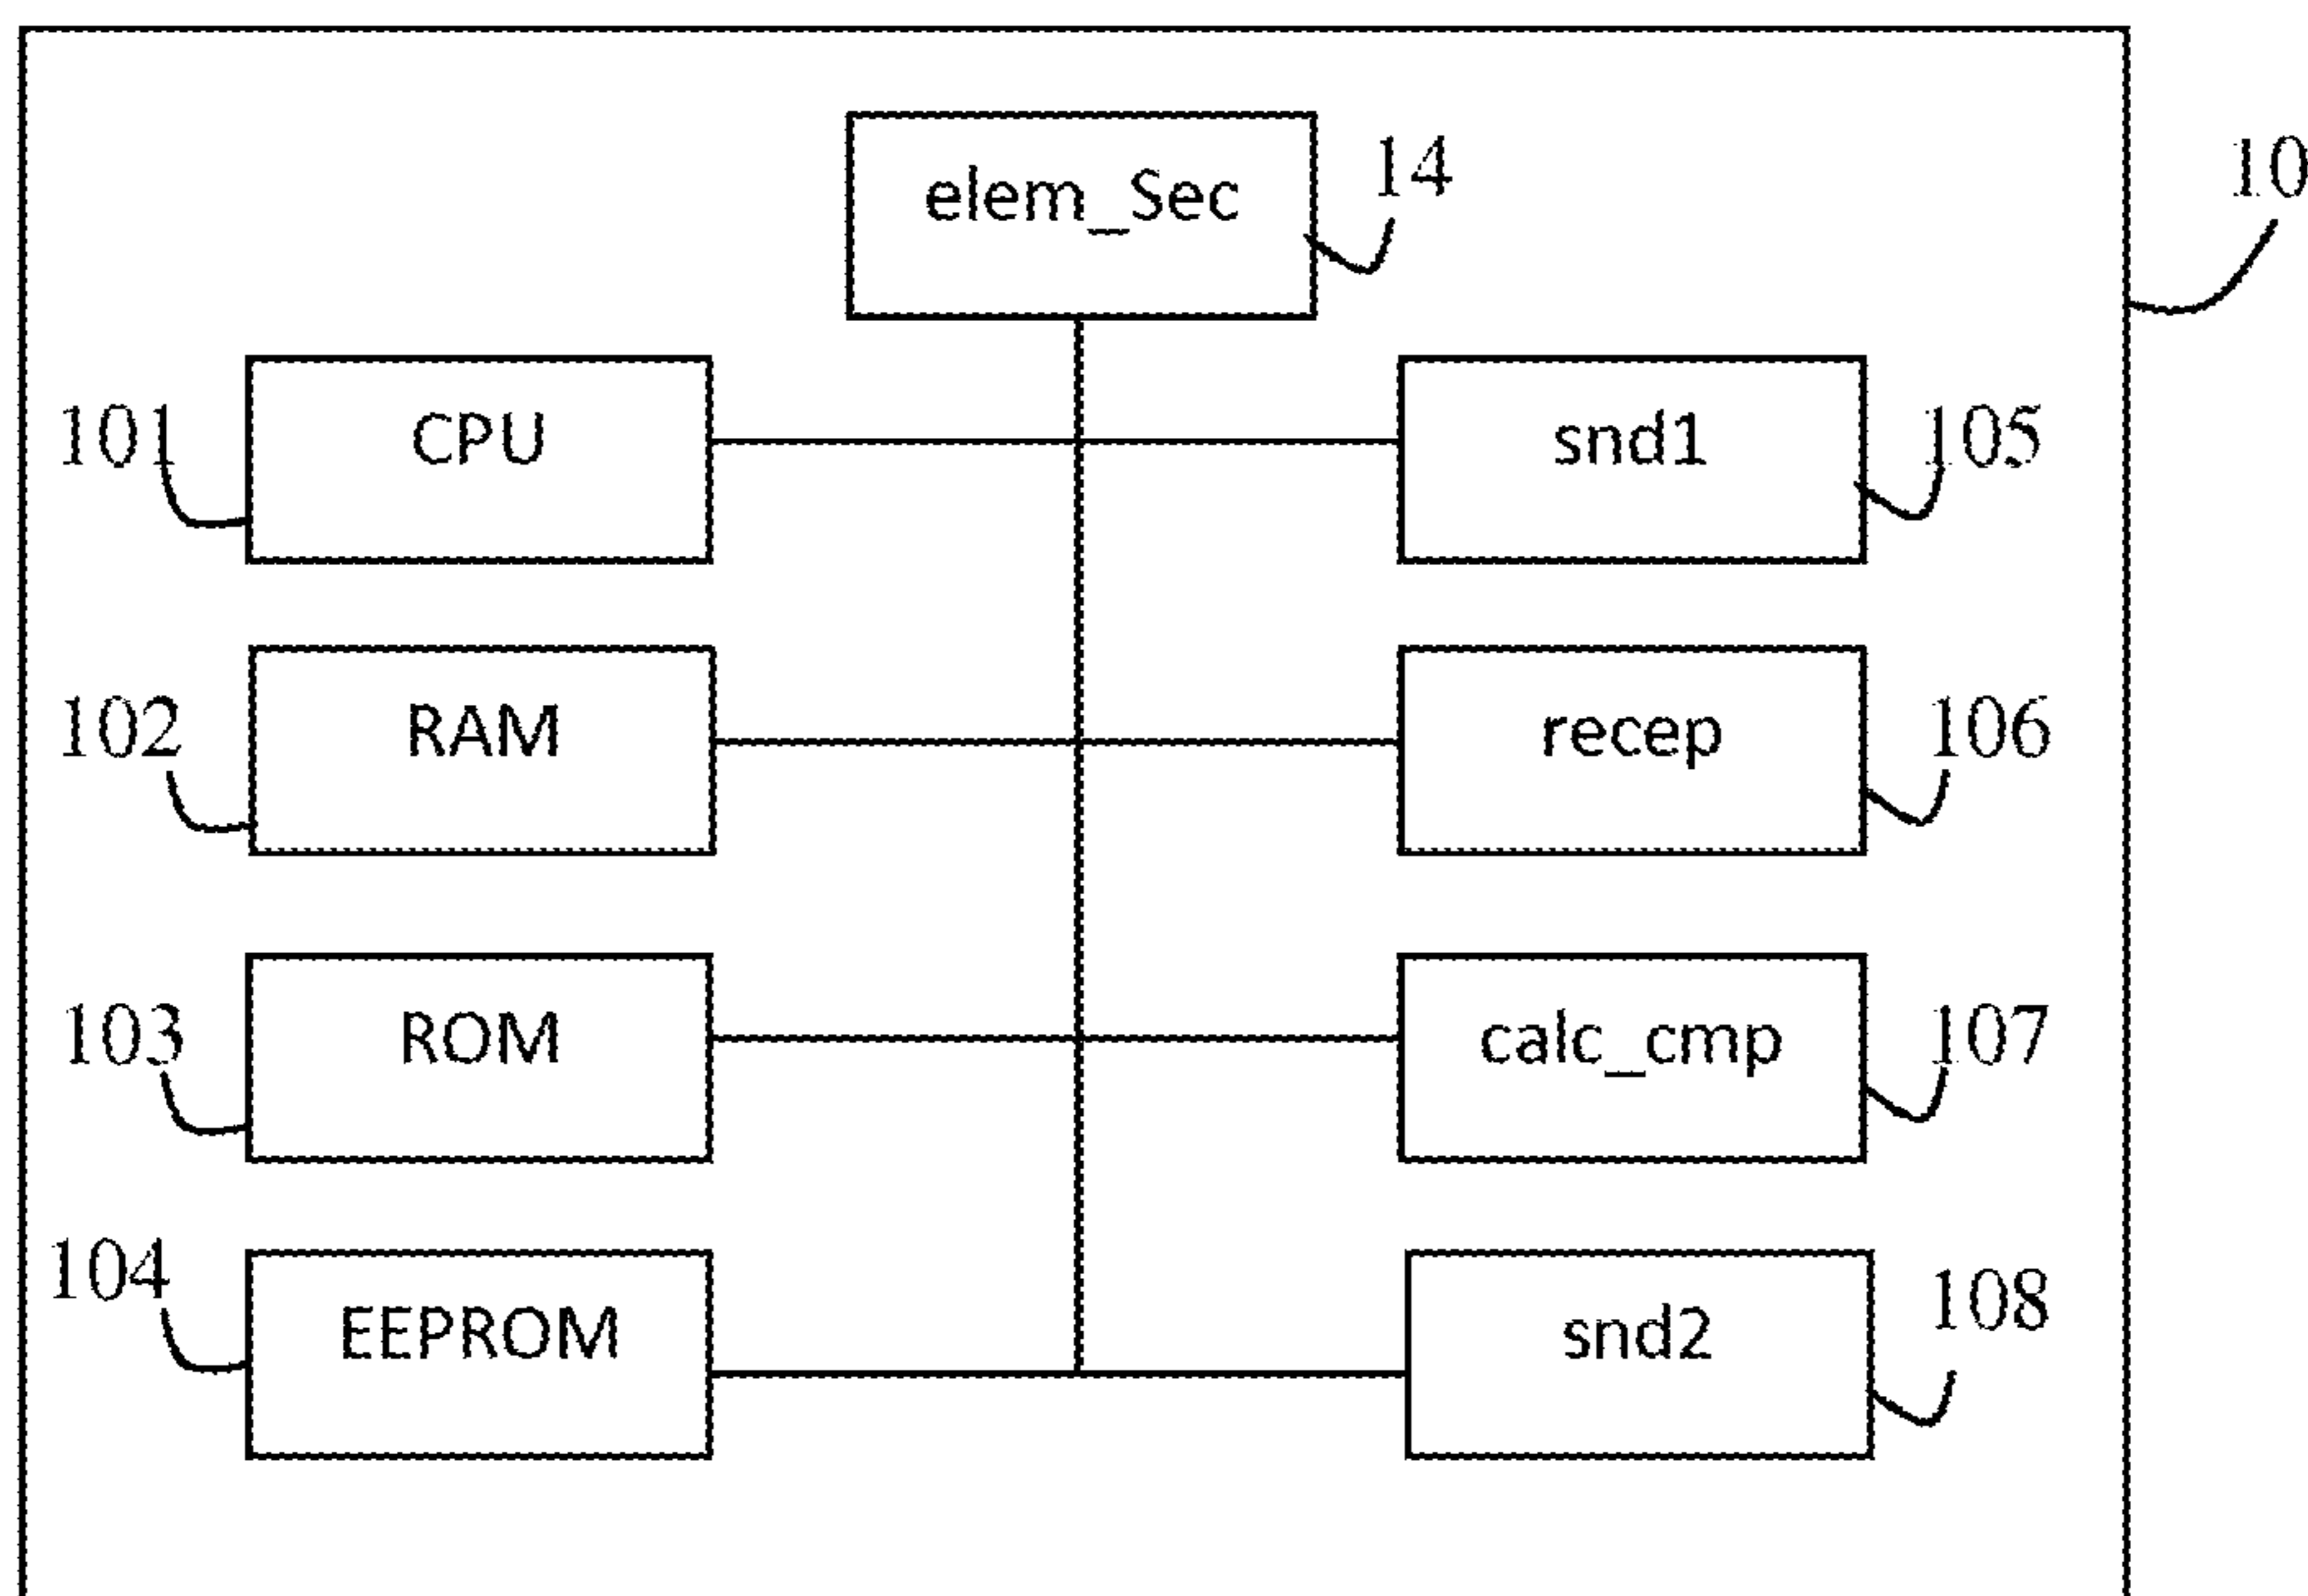 elem_Sec
14
10
101
CPU
snd1
105
102
RAM
recep
106
103
ROM
calc_cmp
107
104
EEPROM
snd2
108